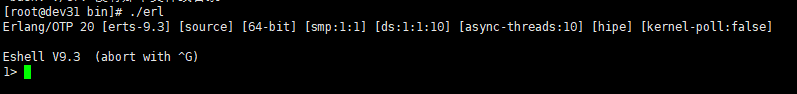 [root@dev31 bin]# ./erl
Erlang/OTP 20 [erts-9.3] [source] [64-bit] [smp:1:1] [ds:1:1:10] [async-threads:10] [hipe] [kernel-poll:false]
Eshell V9.3  (abort with ^G)
1>